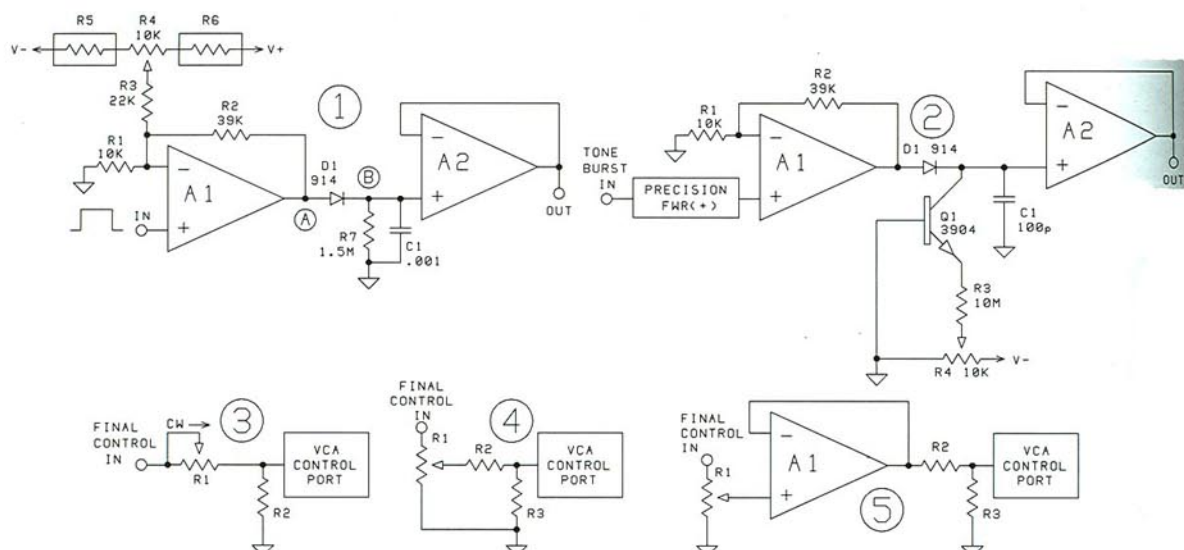 R5
R4
10K
R6
V-
V+
R3
22K
1
R2
39K
R1
10K
A1
D1
914
B
A
IN
R7
1.5M
C1
.001
A2
OUT
R2
39K
R1
10K
2
D1 914
A1
TONE
BURST
IN
PRECISION
FWR(+)
A2
OUT
Q1
3904
C1
100p
R3
10M
V-
R4 10K
3
CW
FINAL
CONTROL
IN
R1
R2
VCA
CONTROL
PORT
FINAL
CONTROL
IN
4
R1
R2
R3
VCA
CONTROL
PORT
FINAL
CONTROL
IN
R1
A1
5
R2
R3
VCA
CONTROL
PORT